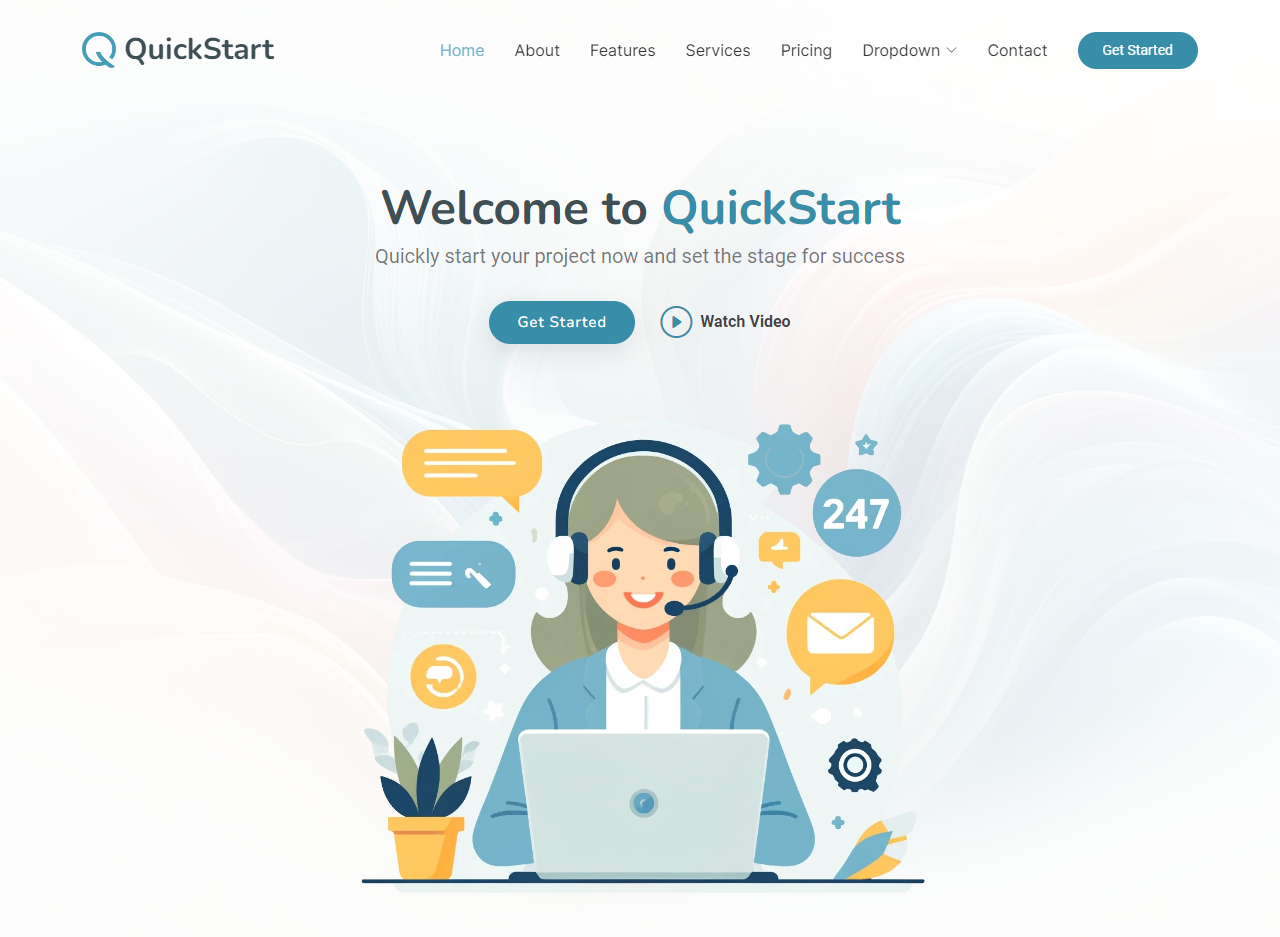 QuickStart
Home About Features Services Pricing Dropdown Contact Get Started
Welcome to QuickStart
Quickly start your project now and set the stage for success
Get Started Watch Video
247